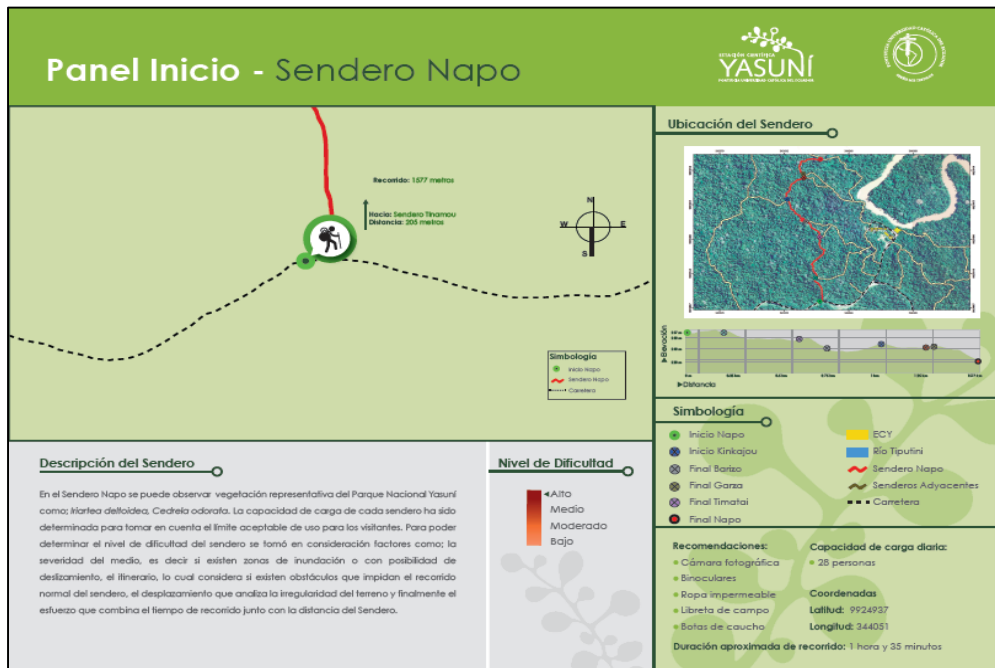 Panel Inicio - Sendero Napo
ESTACIÓN CIENTÍFICA
YASUNÍ
PONTIFICIA UNIVERSIDAD CATÓLICA DEL ECUADOR
Recorrido: 1577 metros
Hacia: Sendero Tinamou
Distancia: 205 metros
N
W E
S
Simbología
Inicio Napo
Sendero Napo
Carretera
Ubicación del Sendero
Elevación
Distancia
Simbología
Inicio Napo
Inicio Kinkajou
Final Barizo
Final Garza
Final Timatai
Final Napo
ECY
Río Tiputini
Sendero Napo
Senderos Adyacentes
Carretera
Descripción del Sendero
En el Sendero Napo se puede observar vegetación representativa del Parque Nacional Yasuní
como; Iriartea deltoidea, Cedrela odorata. La capacidad de carga de cada sendero ha sido
determinada para tomar en cuenta el límite aceptable de uso para los visitantes. Para poder
determinar el nivel de dificultad del sendero se tomó en consideración factores como; la
severidad del medio, es decir si existen zonas de inundación o con posibilidad de
deslizamiento, el itinerario, lo cual considera si existen obstáculos que impidan el recorrido
normal del sendero, el desplazamiento que analiza la irregularidad del terreno y finalmente el
esfuerzo que combina el tiempo de recorrido junto con la distancia del Sendero.
Nivel de Dificultad
Alto
Medio
Moderado
Bajo
Recomendaciones:
Cámara fotográfica
Binoculares
Ropa impermeable
Libreta de campo
Botas de caucho
Capacidad de carga diaria:
28 personas
Coordenadas
Latitud: 9924937
Longitud: 344051
Duración aproximada de recorrido: 1 hora y 35 minutos